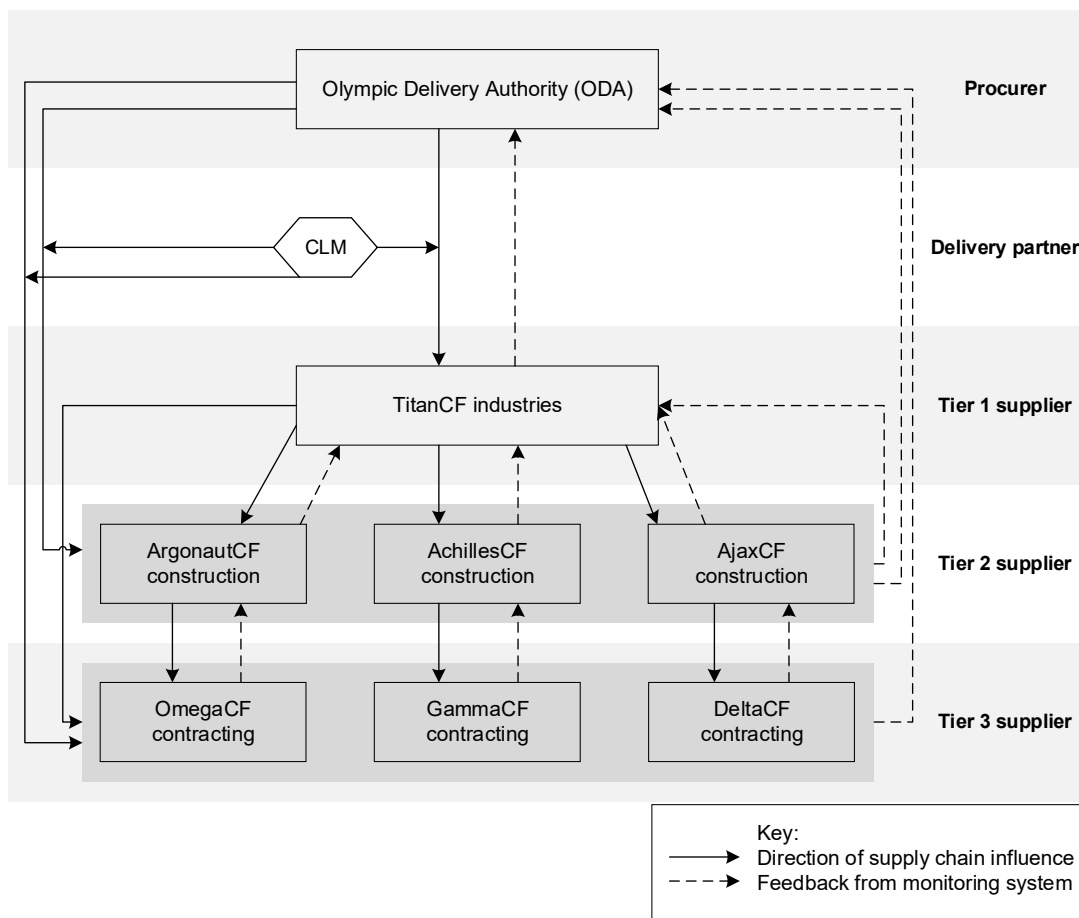 Olympic Delivery Authority (ODA)
Procurer
CLM
Delivery partner
TitanCF industries
Tier 1 supplier
ArgonautCF
construction
AchillesCF
construction
AjaxCF
construction
Tier 2 supplier
OmegaCF
contracting
GammaCF
contracting
DeltaCF
contracting
Tier 3 supplier
Key:
Direction of supply chain influence
Feedback from monitoring system